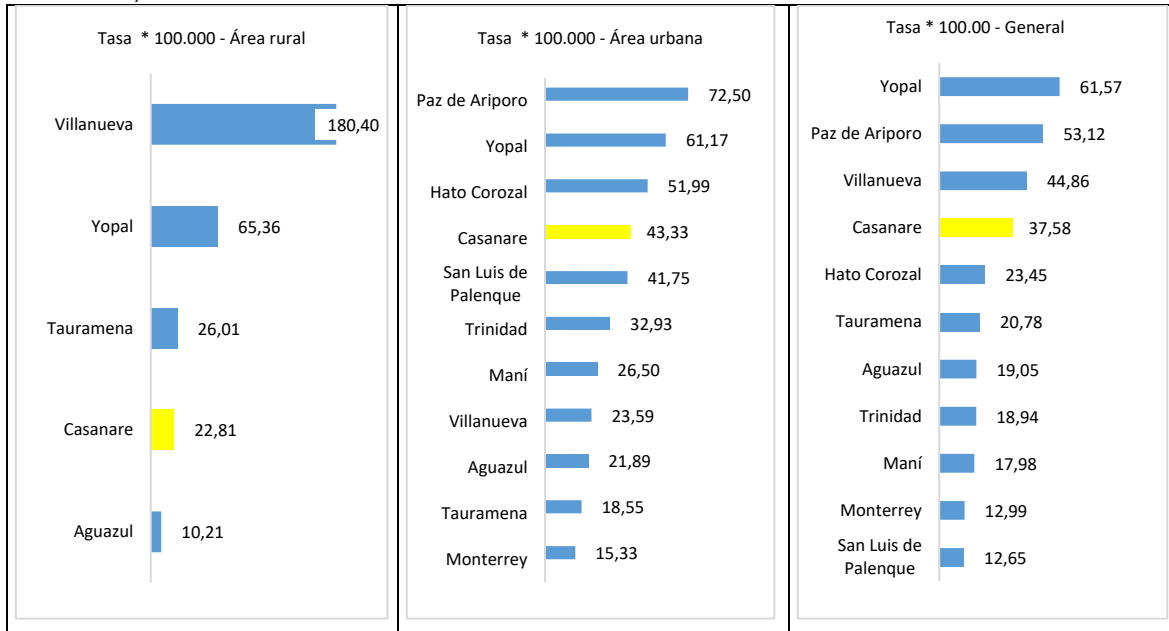 Tasa * 100.000 - Área rural
Villanueva 180,40
Yopal 65,36
Tauramena 26,01
Casanare 22,81
Aguazul 10,21
Tasa * 100.000 - Área urbana
Paz de Ariporo 72,50
Yopal 61,17
Hato Corozal 51,99
Casanare 43,33
San Luis de
Palenque 41,75
Trinidad 32,93
Maní 26,50
Villanueva 23,59
Aguazul 21,89
Tauramena 18,55
Monterrey 15,33
Tasa * 100.00 - General
Yopal 61,57
Paz de Ariporo 53,12
Villanueva 44,86
Casanare 37,58
Hato Corozal 23,45
Tauramena 20,78
Aguazul 19,05
Trinidad 18,94
Maní 17,98
Monterrey 12,99
San Luis de
Palenque 12,65